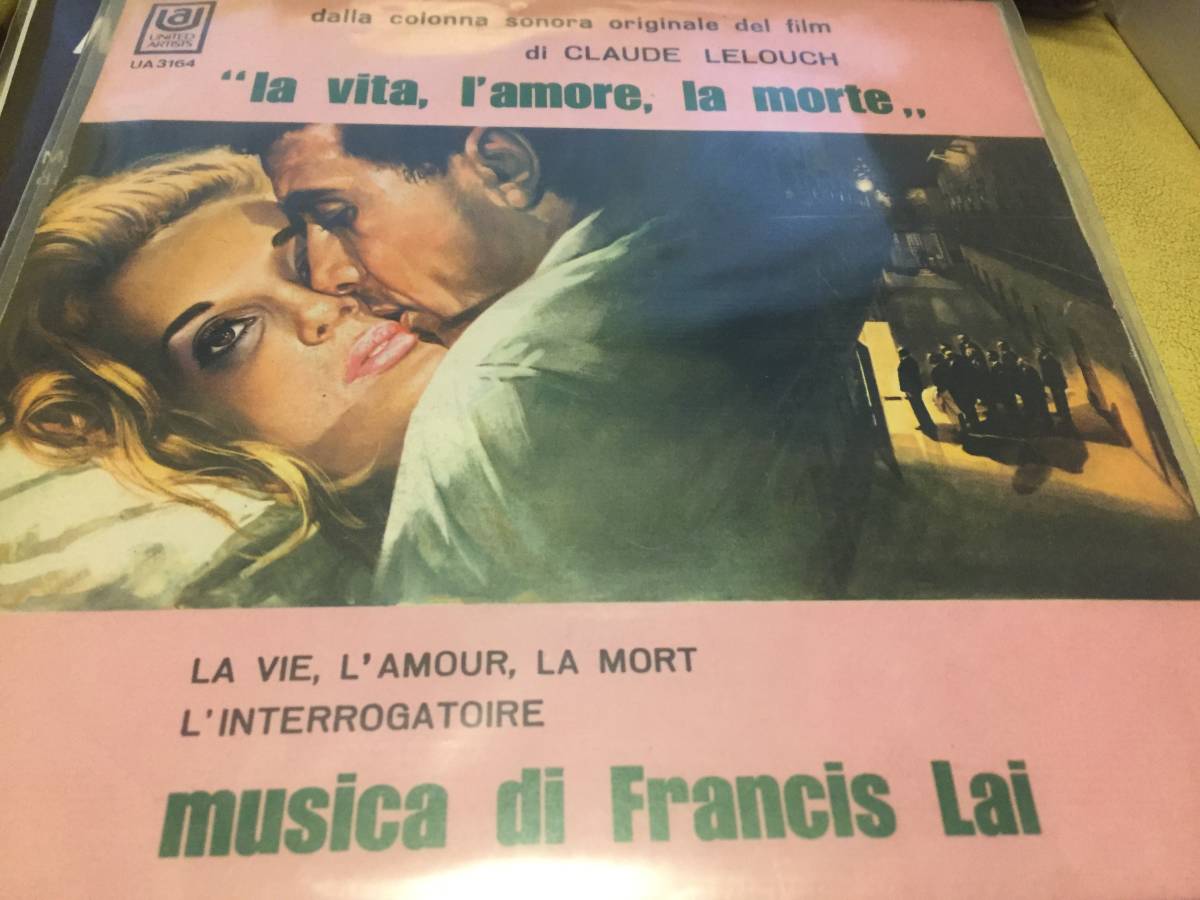 UA
UNITED
ARTISTS
UA 3164
dalla colonna sonora originale del film
di CLAUDE LELOUCH
“la vita, l'amore, la morte„
LA VIE, L'AMOUR, LA MORT
L'INTERROGATOIRE
musica di Francis Lai